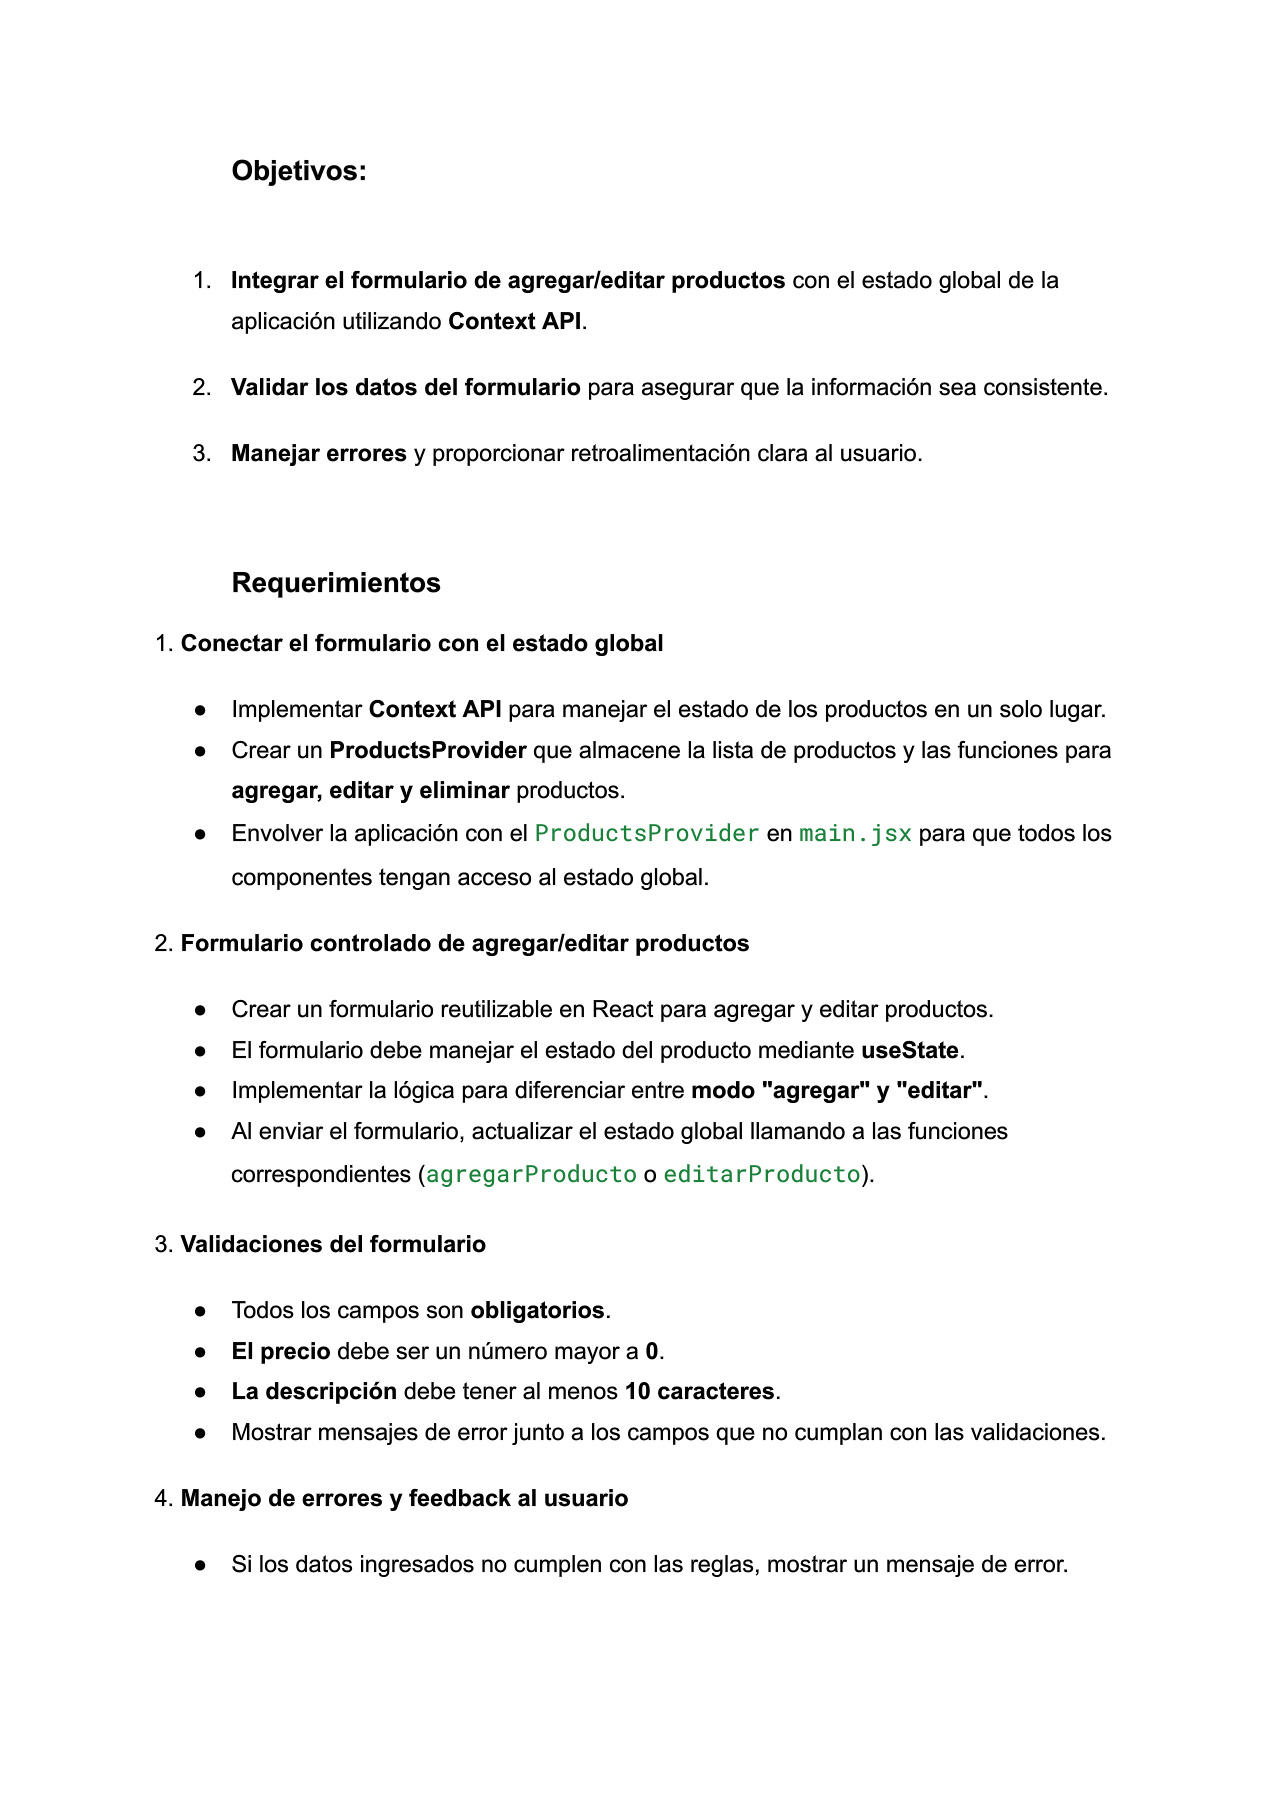 Objetivos:
1. Integrar el formulario de agregar/editar productos con el estado global de la
aplicación utilizando Context API.
2. Validar los datos del formulario para asegurar que la información sea consistente.
3. Manejar errores y proporcionar retroalimentación clara al usuario.
Requerimientos
1. Conectar el formulario con el estado global
● Implementar Context API para manejar el estado de los productos en un solo lugar.
● Crear un ProductsProvider que almacene la lista de productos y las funciones para
agregar, editar y eliminar productos.
● Envolver la aplicación con el ProductsProvider en main.jsx para que todos los
componentes tengan acceso al estado global.
2. Formulario controlado de agregar/editar productos
● Crear un formulario reutilizable en React para agregar y editar productos.
● El formulario debe manejar el estado del producto mediante useState.
● Implementar la lógica para diferenciar entre modo "agregar" y "editar".
● Al enviar el formulario, actualizar el estado global llamando a las funciones
correspondientes (agregarProducto o editarProducto).
3. Validaciones del formulario
● Todos los campos son obligatorios.
● El precio debe ser un número mayor a 0.
● La descripción debe tener al menos 10 caracteres.
● Mostrar mensajes de error junto a los campos que no cumplan con las validaciones.
4. Manejo de errores y feedback al usuario
● Si los datos ingresados no cumplen con las reglas, mostrar un mensaje de error.